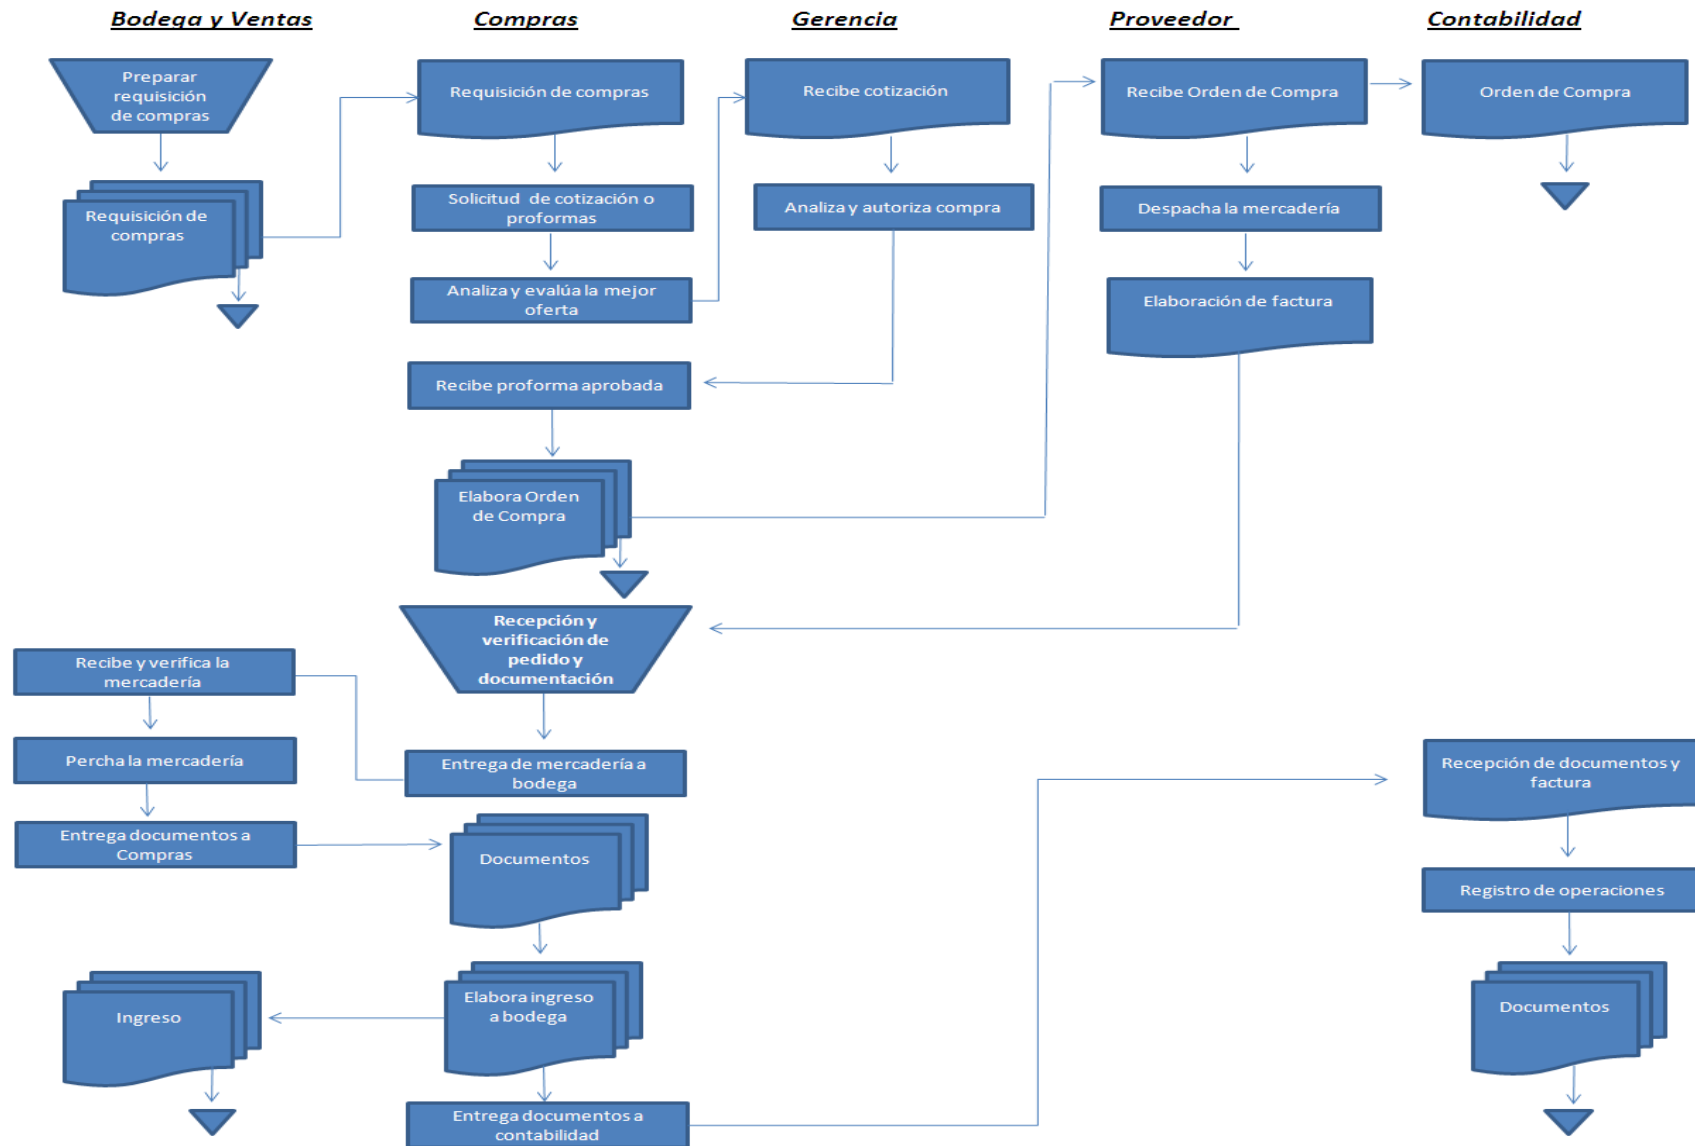 Bodega y Ventas
Compras
Gerencia
Proveedor
Contabilidad
Preparar
requisición
de compras
Requisición de
compras
Requisición de compras
Solicitud  de cotización o
proformas
Analiza y evalúa la mejor
oferta
Recibe proforma aprobada
Elabora Orden
de Compra
Recibe cotización
Analiza y autoriza compra
Recibe Orden de Compra
Despacha la mercadería
Elaboración de factura
Orden de Compra
Recepción y
verificación de
pedido y
documentación
Entrega de mercadería a
bodega
Recibe y verifica la
mercadería
Percha la mercadería
Entrega documentos a
Compras
Documentos
Elabora ingreso
a bodega
Ingreso
Entrega documentos a
contabilidad
Recepción de documentos y
factura
Registro de operaciones
Documentos